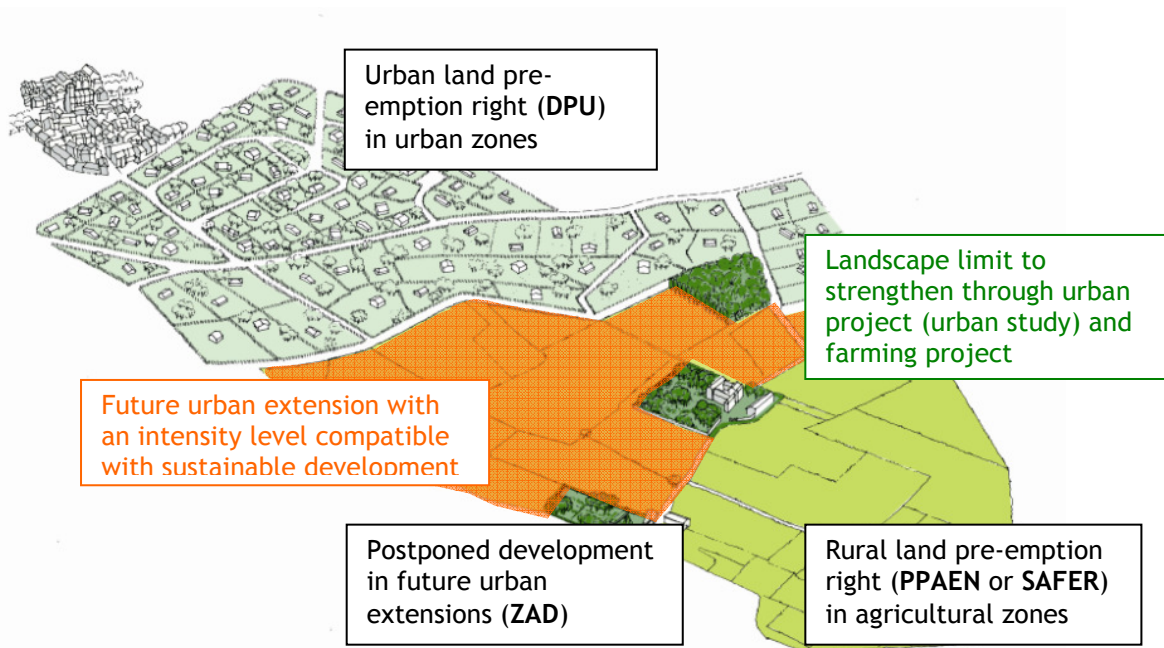 Urban land pre-
emption right (DPU)
in urban zones
Landscape limit to
strengthen through urban
project (urban study) and
farming project
Future urban extension with
an intensity level compatible
with sustainable development
Postponed development
in future urban
extensions (ZAD)
Rural land pre-emption
right (PPAEN or SAFER)
in agricultural zones